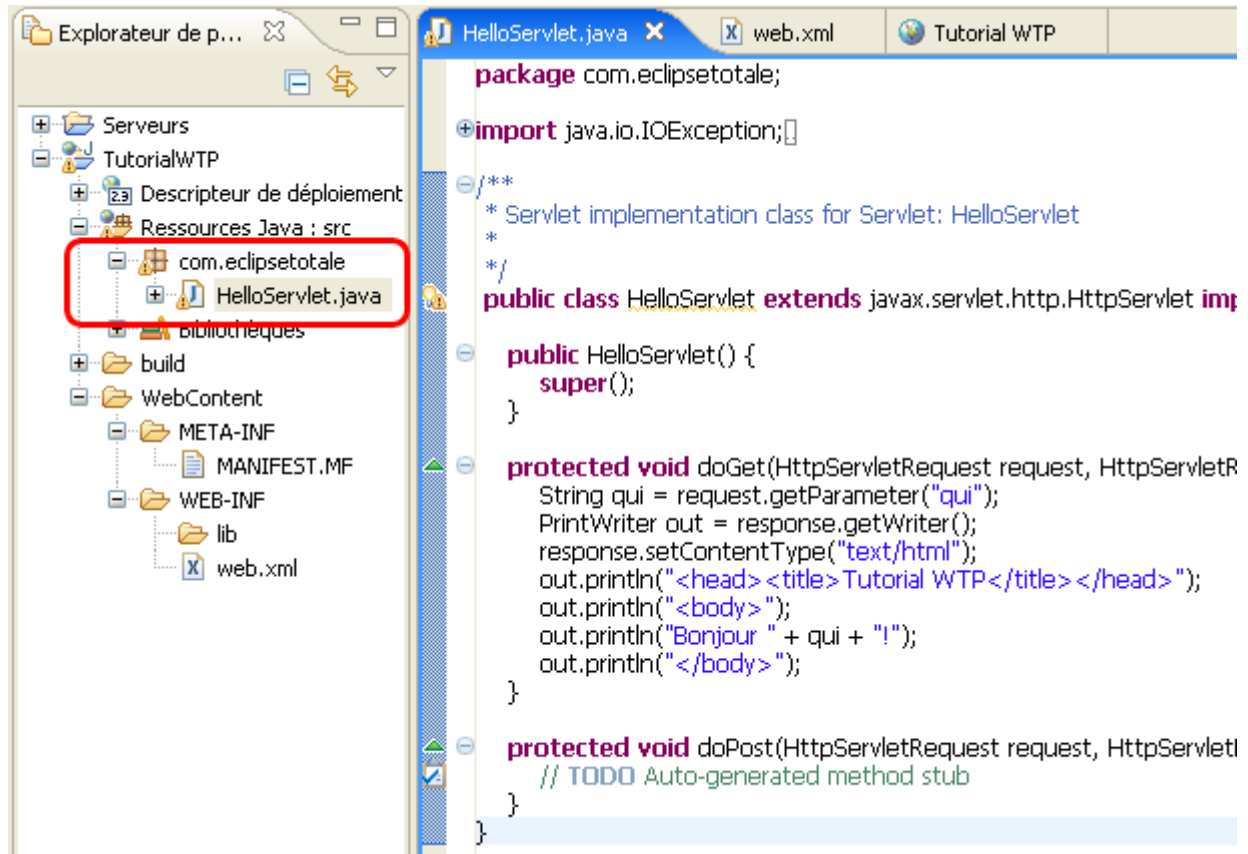 Explorateur de p...
Serveurs
TutorialWTP
2.3 Descripteur de déploiement
Ressources Java : src
com.eclipsetotale
HelloServlet.java
Bibliothèques
build
WebContent
META-INF
MANIFEST.MF
WEB-INF
lib
web.xml
HelloServlet.java web.xml Tutorial WTP
package com.eclipsetotale;
import java.io.IOException;
/**
* Servlet implementation class for Servlet: HelloServlet
*
*/
public class HelloServlet extends javax.servlet.http.HttpServlet imp
public HelloServlet() {
super();
}
protected void doGet(HttpServletRequest request, HttpServletR
String qui = request.getParameter("qui");
PrintWriter out = response.getWriter();
response.setContentType("text/html");
out.println("<head><title>Tutorial WTP</title></head>");
out.println("<body>");
out.println("Bonjour " + qui + "!");
out.println("</body>");
}
protected void doPost(HttpServletRequest request, HttpServlet
// TODO Auto-generated method stub
}
}